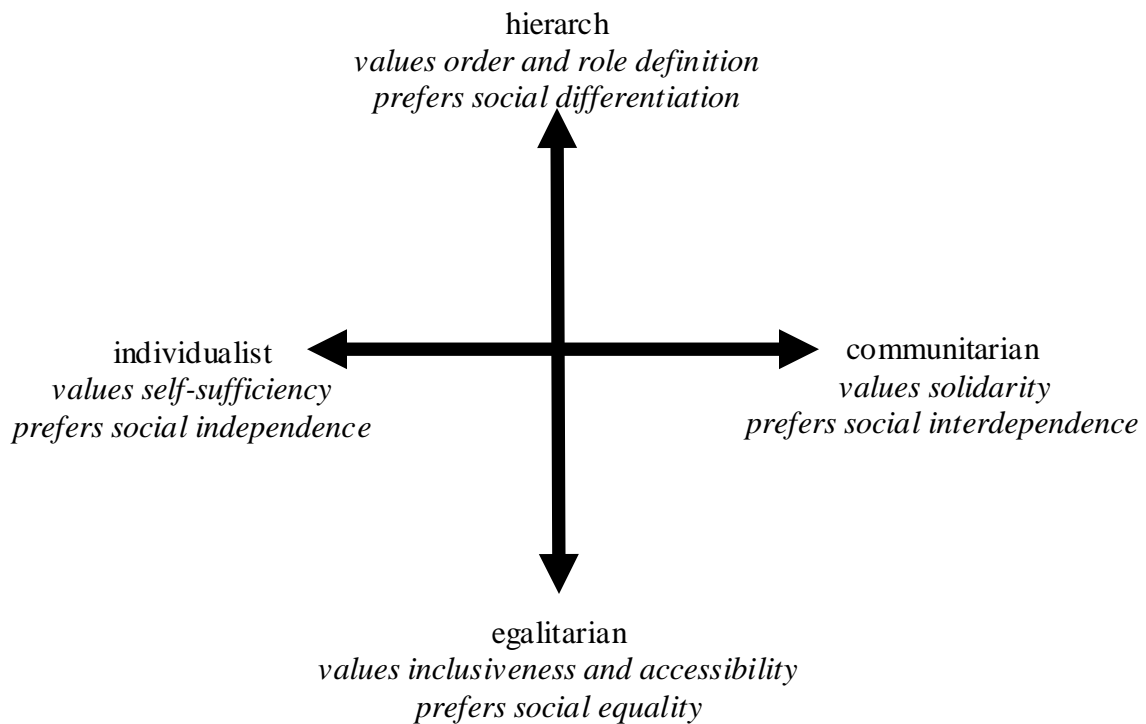 hierarch
values order and role definition
prefers social differentiation
individualist
values self-sufficiency
prefers social independence
communitarian
values solidarity
prefers social interdependence
egalitarian
values inclusiveness and accessibility
prefers social equality